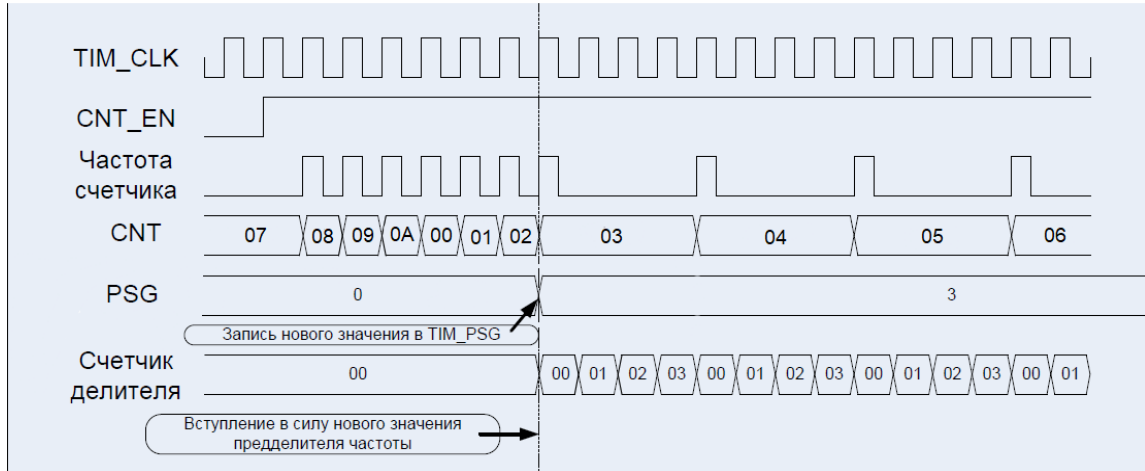 TIM_CLK
CNT_EN
Частота
счетчика
CNT
07 08 09 0A 00 01 02 03 04 05 06
PSG
0 3
Запись нового значения в TIM_PSG
Счетчик
делителя
00 00 01 02 03 00 01 02 03 00 01 02 03 00 01
Вступление в силу нового значения
предделителя частоты